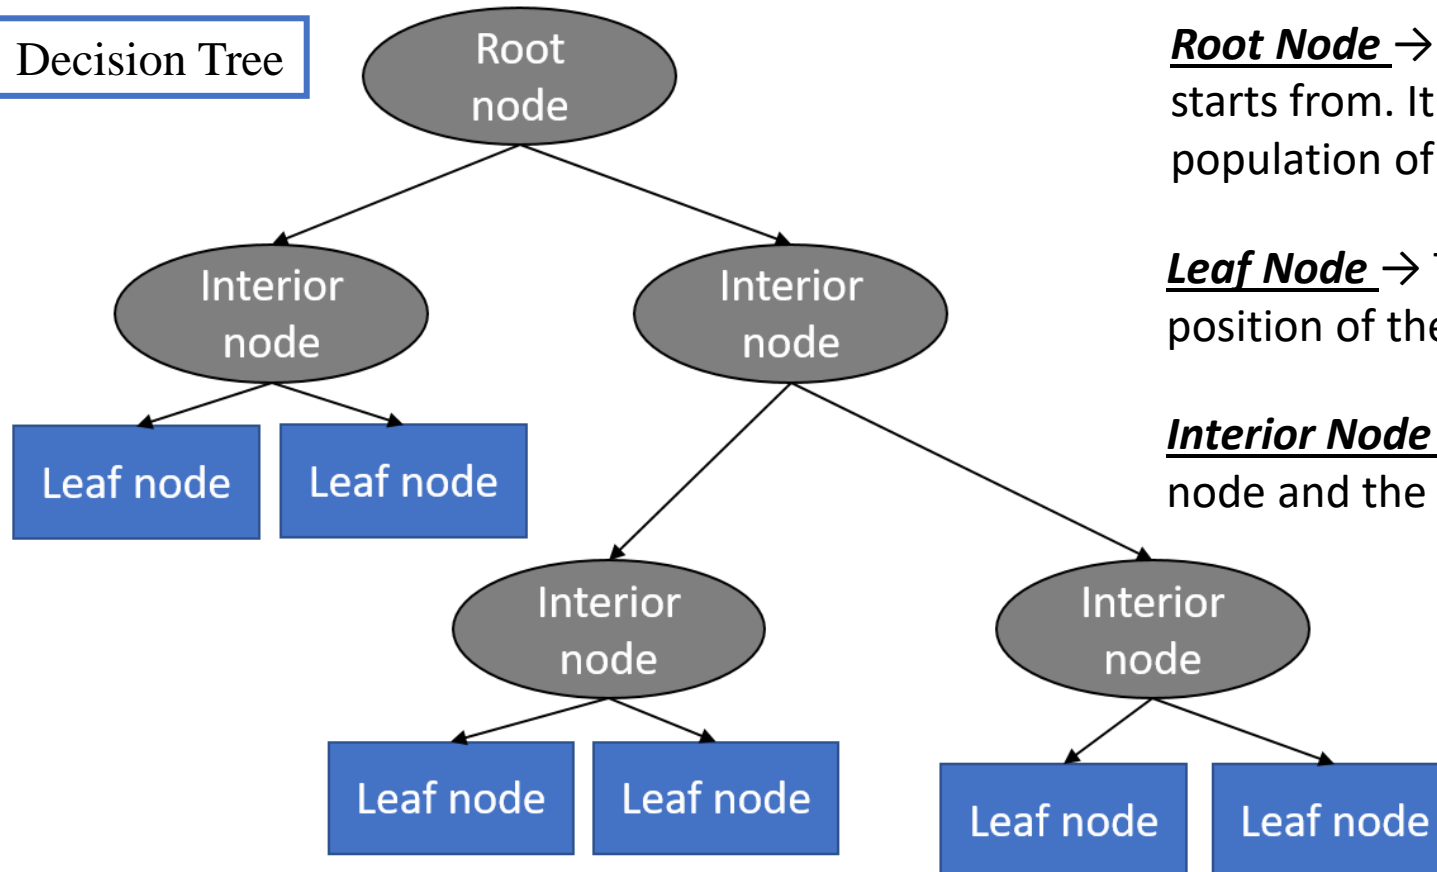 Decision Tree
Root
node
Root Node →
starts from. It
population of
Interior
node
Interior
node
Leaf Node →
position of the
Leaf node
Leaf node
Interior Node
node and the
Interior
node
Interior
node
Leaf node
Leaf node
Leaf node
Leaf node